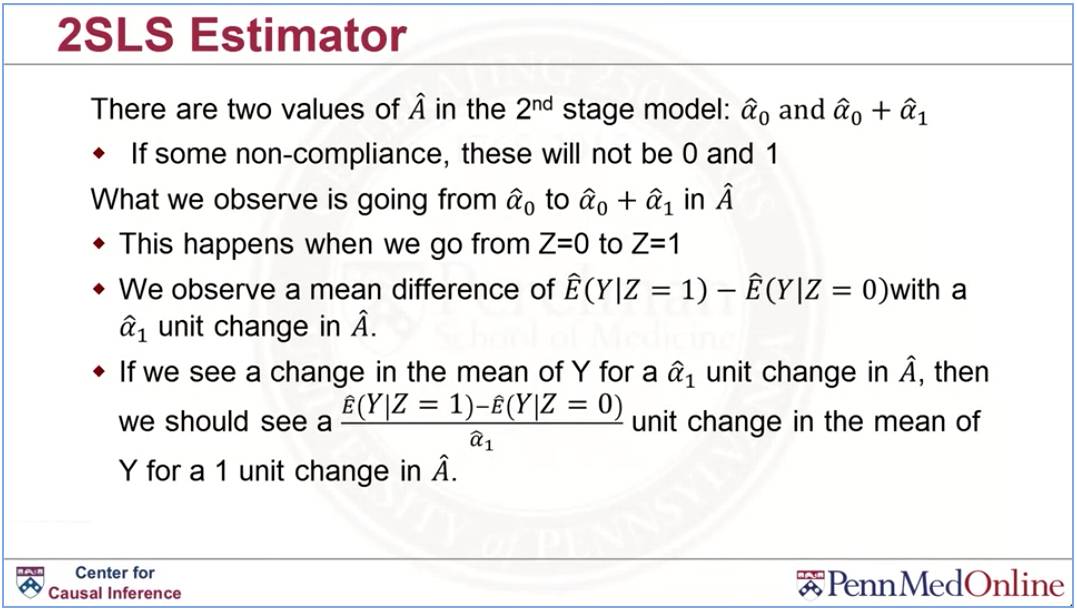 2SLS Estimator
There are two values of Â in the 2nd stage model: α̂₀ and α̂₀ + α̂₁
◆ If some non-compliance, these will not be 0 and 1
What we observe is going from α̂₀ to α̂₀ + α̂₁ in Â
◆ This happens when we go from Z=0 to Z=1
◆ We observe a mean difference of Ê(Y|Z = 1) − Ê(Y|Z = 0)with a
α̂₁ unit change in Â.
◆ If we see a change in the mean of Y for a α̂₁ unit change in Â, then
we should see a (Ê(Y|Z = 1)−Ê(Y|Z = 0))/α̂₁ unit change in the mean of
Y for a 1 unit change in Â.
Perelman
School of Medicine
Center for
Causal Inference
PennMedOnline